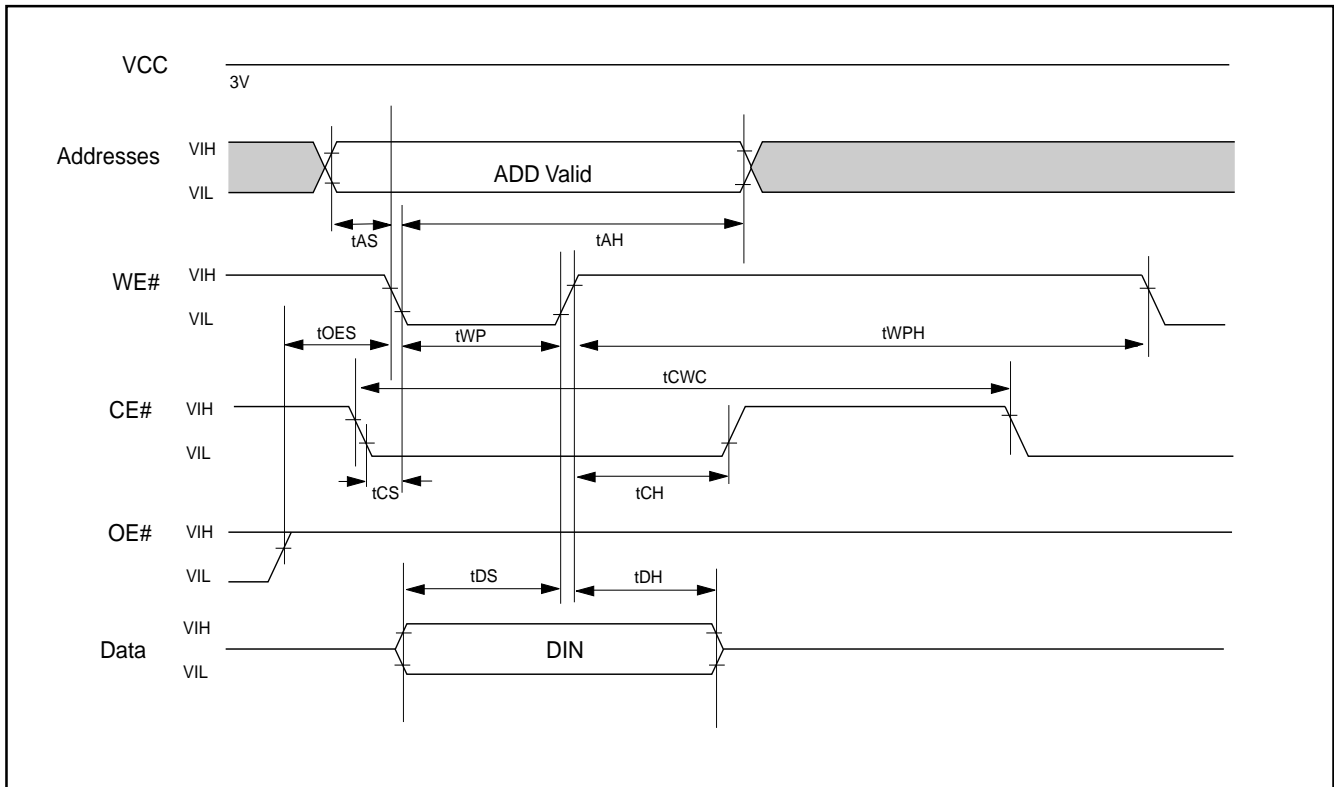 VCC
3V
Addresses
VIH
VIL
ADD Valid
tAS
tAH
WE#
VIH
VIL
tOES
tWP
tWPH
tCWC
CE#
VIH
VIL
tCS
tCH
OE#
VIH
VIL
tDS
tDH
Data
VIH
VIL
DIN